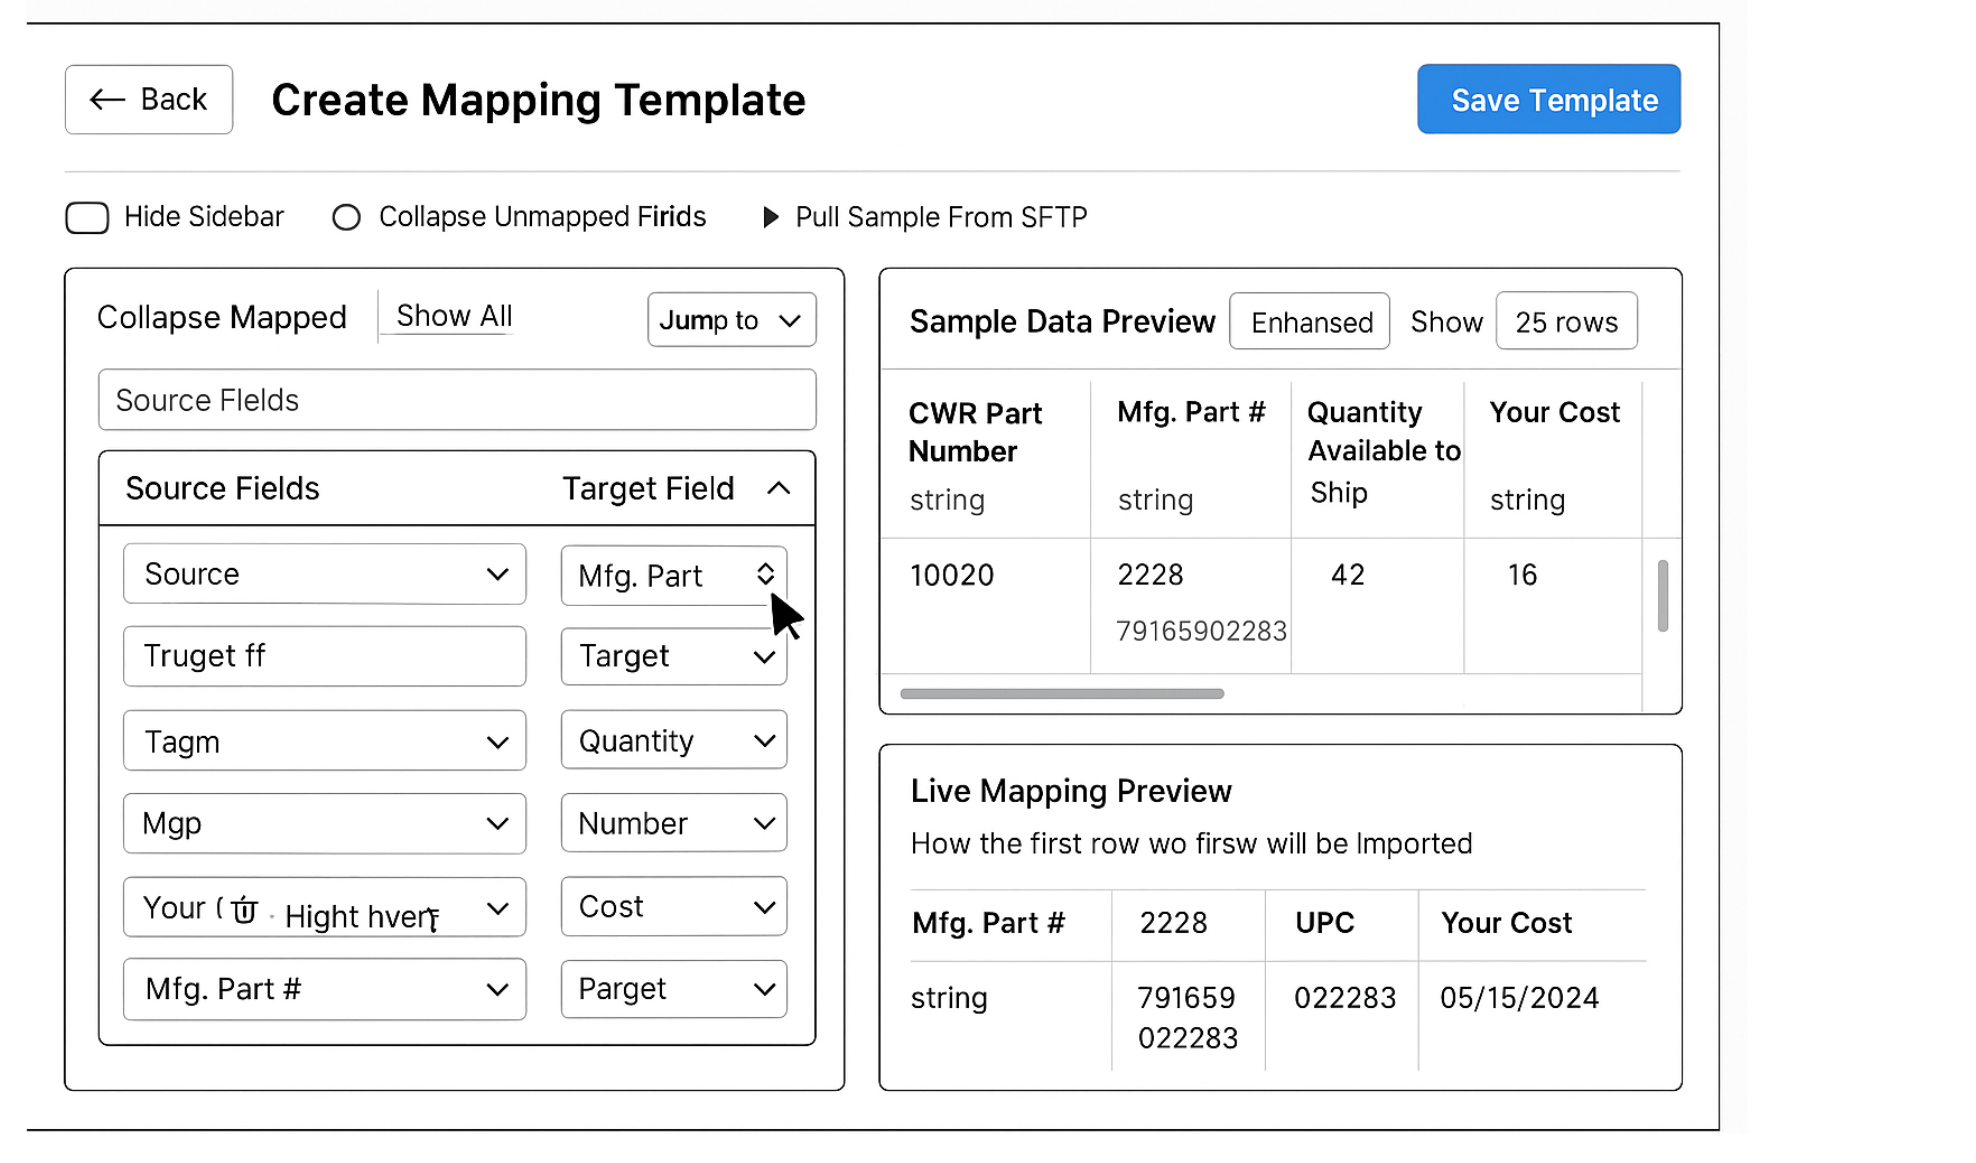 ← Back
Create Mapping Template
Save Template
Hide Sidebar
Collapse Unmapped Firids
Pull Sample From SFTP
Collapse Mapped
Show All
Jump to
Source FIelds
Source Fields
Target Field
Source
Mfg. Part
Truget ff
Target
Tagm
Quantity
Mgp
Number
Your (
Hight
Cost
Mfg. Part #
Parget
Sample Data Preview
Enhansed
Show
25 rows
CWR Part
Number
string
Mfg. Part #
string
Quantity
Available to
Ship
Your Cost
string
10020
2228
79165902283
42
16
Live Mapping Preview
How the first row wo firsw will be Imported
Mfg. Part #
2228
UPC
Your Cost
string
791659
022283
022283
05/15/2024